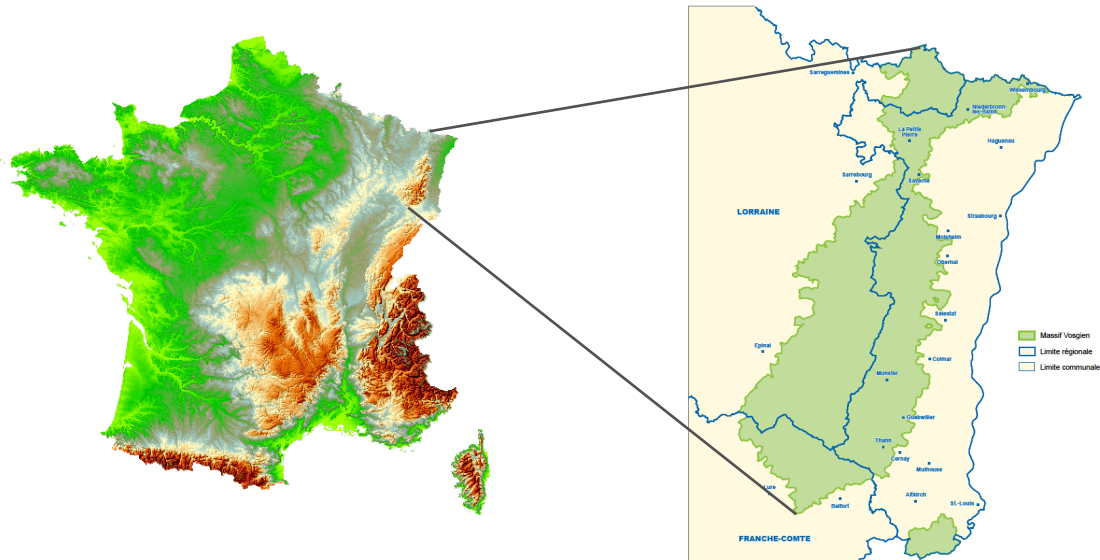 Sarreguemines
Wissembourg
Niederbronn-
les-Bains
La Petite
Pierre
Haguenau
Sarrebourg
Saverne
LORRAINE
Strasbourg
Molsheim
Obernai
Sélestat
Massif Vosgien
Epinal
Limite régionale
Colmar
Limite communale
Munster
Guebwiller
Thann
Cernay
Mulhouse
Lure
Altkirch
Belfort
St.-Louis
FRANCHE-COMTE